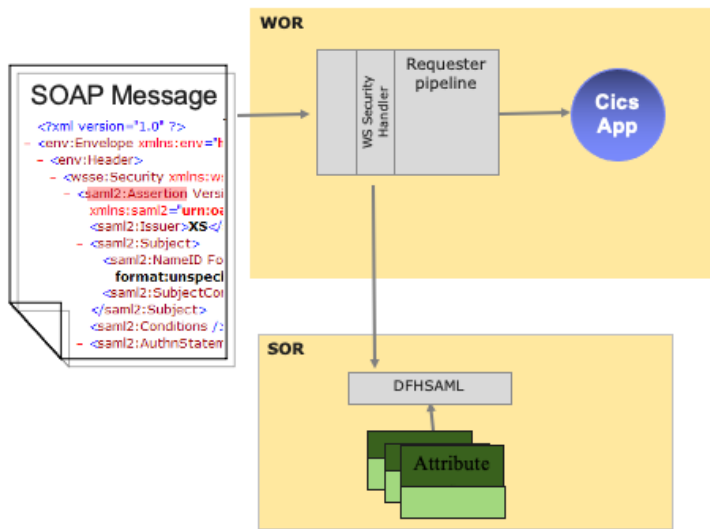 WOR
Requester
pipeline
WS Security
Handler
Cics
App
SOAP Message
<?xml version="1.0" ?>
- <env:Envelope xmlns:env="h
- <env:Header>
- <wsse:Security xmlns:ws
- <saml2:Assertion Versi
xmlns:saml2="urn:oa
<saml2:Issuer>XS</
- <saml2:Subject>
<saml2:NameID Fo
format:unspeci
<saml2:SubjectCor
</saml2:Subject>
<saml2:Conditions />
- <saml2:AuthnStatem
SOR
DFHSAML
Attribute